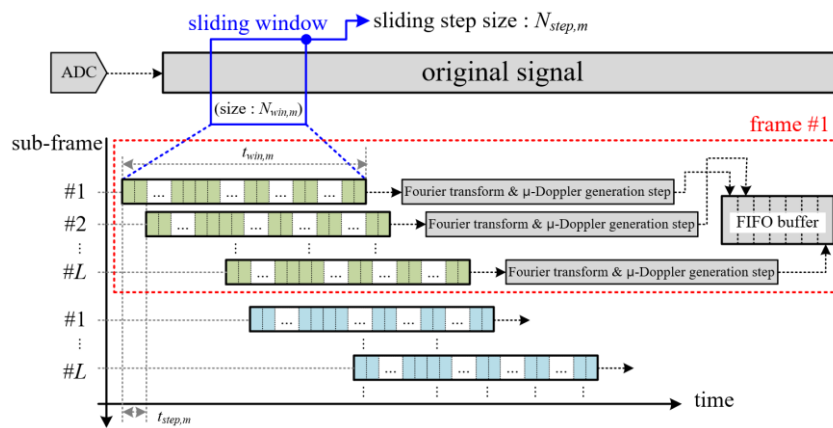 sliding window
sliding step size : N_step,m
ADC
original signal
(size : N_win,m)
sub-frame
frame #1
t_win,m
#1
... ... ... ...
Fourier transform & μ-Doppler generation step
#2
... ... ... ...
Fourier transform & μ-Doppler generation step
FIFO buffer
#L
... ... ... ...
Fourier transform & μ-Doppler generation step
#1
... ... ... ...
#L
... ... ... ...
time
t_step,m